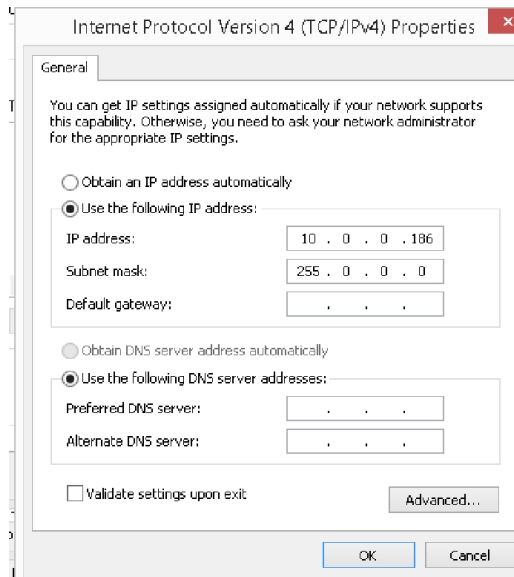 Internet Protocol Version 4 (TCP/IPv4) Properties
General
You can get IP settings assigned automatically if your network supports
this capability. Otherwise, you need to ask your network administrator
for the appropriate IP settings.
Obtain an IP address automatically
Use the following IP address:
IP address: 10 . 0 . 0 . 186
Subnet mask: 255 . 0 . 0 . 0
Default gateway: . . .
Obtain DNS server address automatically
Use the following DNS server addresses:
Preferred DNS server: . . .
Alternate DNS server: . . .
Validate settings upon exit
Advanced...
OK Cancel